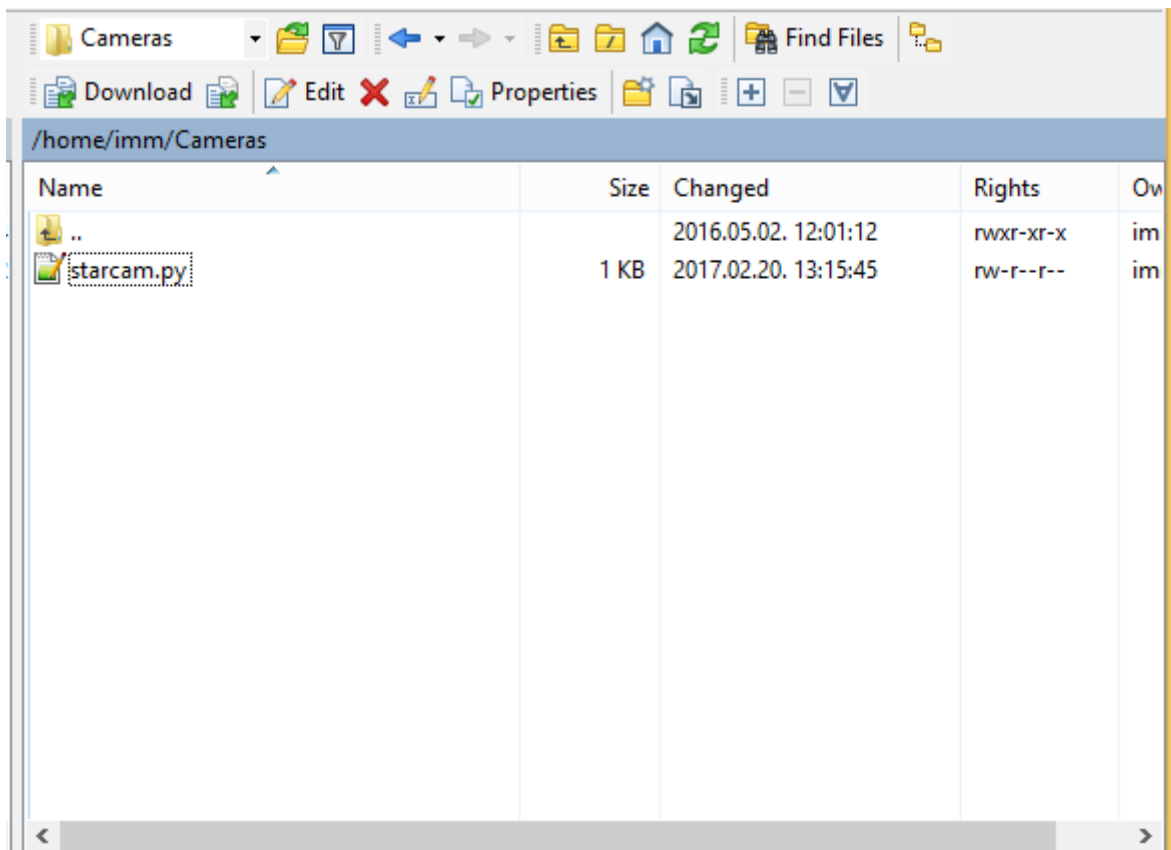 Cameras Find Files
Download Edit Properties
/home/imm/Cameras
Name Size Changed Rights Ow
.. 2016.05.02. 12:01:12 rwxr-xr-x im
starcam.py 1 KB 2017.02.20. 13:15:45 rw-r--r-- im